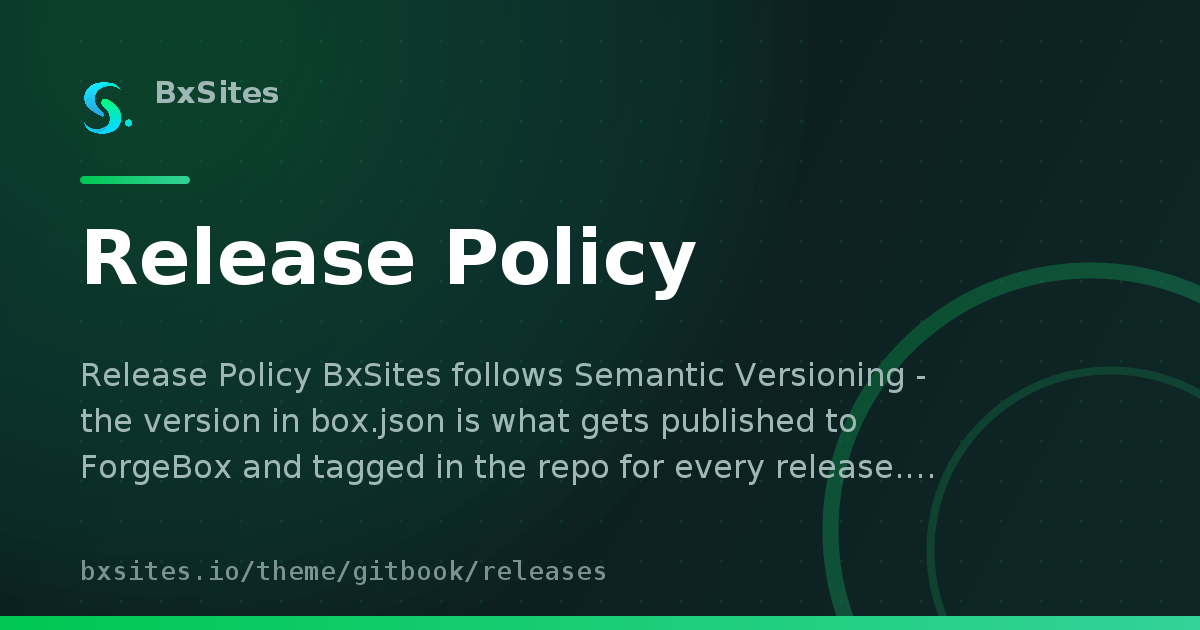 BxSites
Release Policy
Release Policy BxSites follows Semantic Versioning -
the version in box.json is what gets published to
ForgeBox and tagged in the repo for every release....
bxsites.io/theme/gitbook/releases